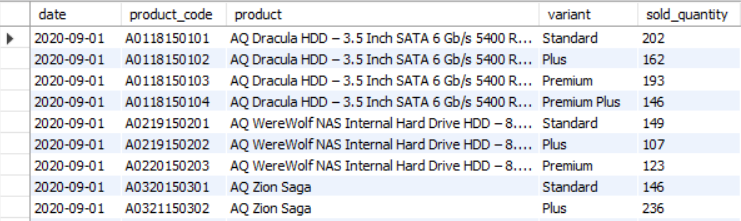 date product_code product variant sold_quantity
2020-09-01 A0118150101 AQ Dracula HDD – 3.5 Inch SATA 6 Gb/s 5400 R... Standard 202
2020-09-01 A0118150102 AQ Dracula HDD – 3.5 Inch SATA 6 Gb/s 5400 R... Plus 162
2020-09-01 A0118150103 AQ Dracula HDD – 3.5 Inch SATA 6 Gb/s 5400 R... Premium 193
2020-09-01 A0118150104 AQ Dracula HDD – 3.5 Inch SATA 6 Gb/s 5400 R... Premium Plus 146
2020-09-01 A0219150201 AQ WereWolf NAS Internal Hard Drive HDD – 8.... Standard 149
2020-09-01 A0219150202 AQ WereWolf NAS Internal Hard Drive HDD – 8.... Plus 107
2020-09-01 A0220150203 AQ WereWolf NAS Internal Hard Drive HDD – 8.... Premium 123
2020-09-01 A0320150301 AQ Zion Saga Standard 146
2020-09-01 A0321150302 AQ Zion Saga Plus 236